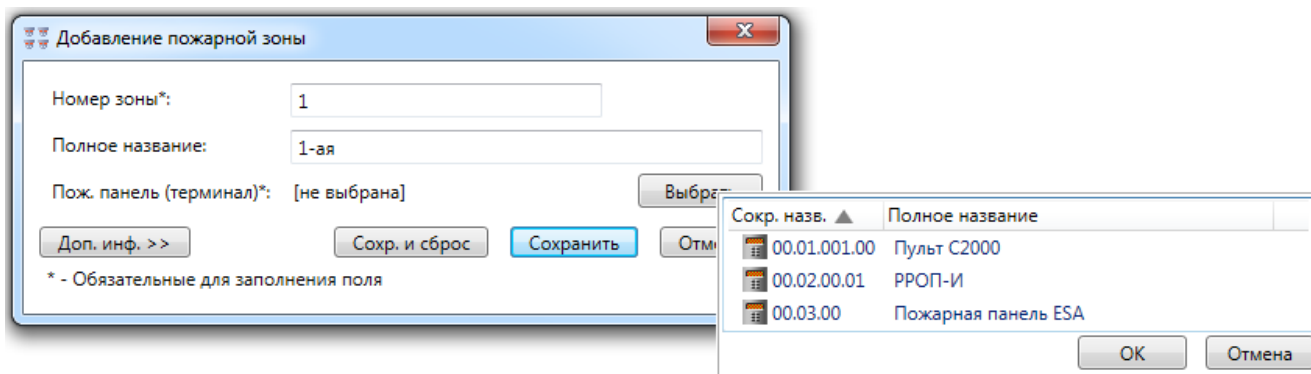 Добавление пожарной зоны
Номер зоны*: 1
Полное название: 1-ая
Пож. панель (терминал)*: [не выбрана]
Доп. инф. >> Сохр. и сброс Сохранить
* - Обязательные для заполнения поля
Сокр. назв. Полное название
00.01.001.00 Пульт С2000
00.02.00.01 РРОП-И
00.03.00 Пожарная панель ESA
ОК Отмена